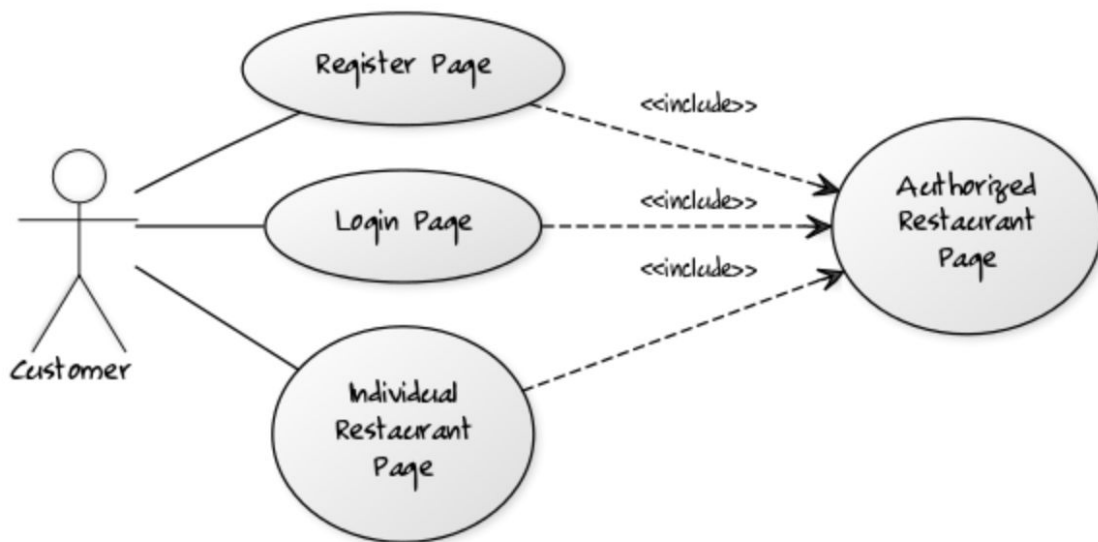 Register Page
<<include>>
Login Page
<<include>>
Authorized
Restaurant
Page
<<include>>
Customer
Individual
Restaurant
Page